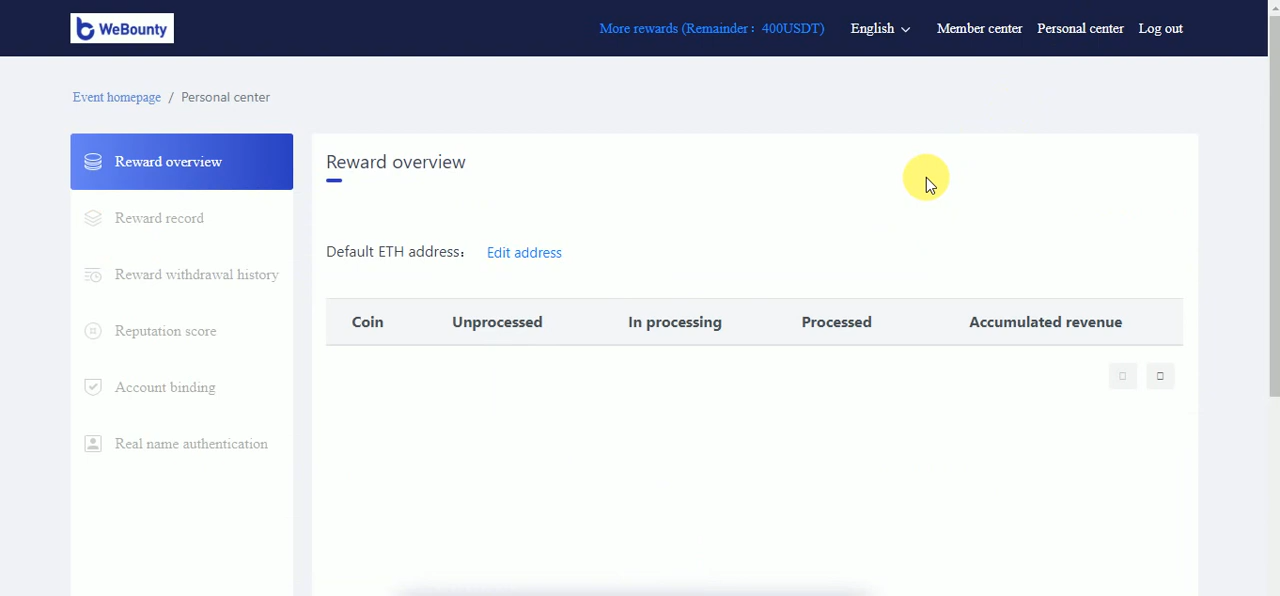 WeBounty
More rewards (Remainder：400USDT)
English
Member center
Personal center
Log out
Event homepage / Personal center
Reward overview
Reward record
Reward withdrawal history
Reputation score
Account binding
Real name authentication
Reward overview
Default ETH address： Edit address
Coin Unprocessed In processing Processed Accumulated revenue